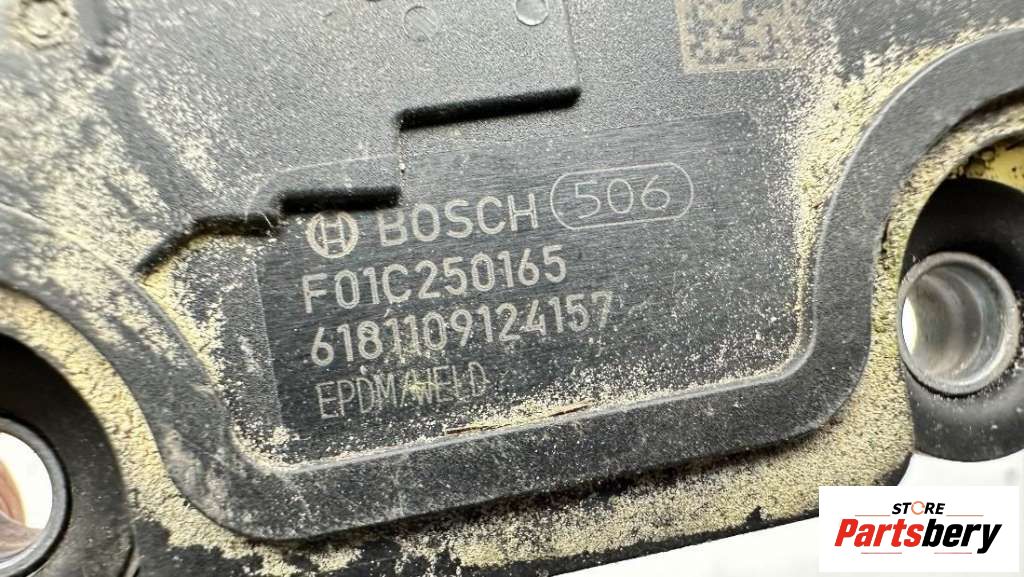 BOSCH 506
F01C250165
6181109124157
EPDM/WELD
STORE
Partsbery